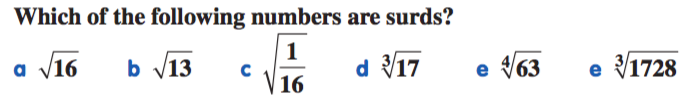 Which of the following numbers are surds?
a √16 b √13 c √(1/16) d ∛17 e ∜63 e ∛1728